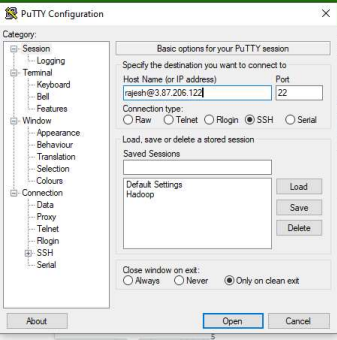 PuTTY Configuration
Category:
Session
Logging
Terminal
Keyboard
Bell
Features
Window
Appearance
Behaviour
Translation
Selection
Colours
Connection
Data
Proxy
Telnet
Rlogin
SSH
Serial
Basic options for your PuTTY session
Specify the destination you want to connect to
Host Name (or IP address) Port
rajesh@3.87.206.122 22
Connection type:
Raw Telnet Rlogin SSH Serial
Load, save or delete a stored session
Saved Sessions
Default Settings
Hadoop
Load
Save
Delete
Close window on exit:
Always Never Only on clean exit
About Open Cancel
5